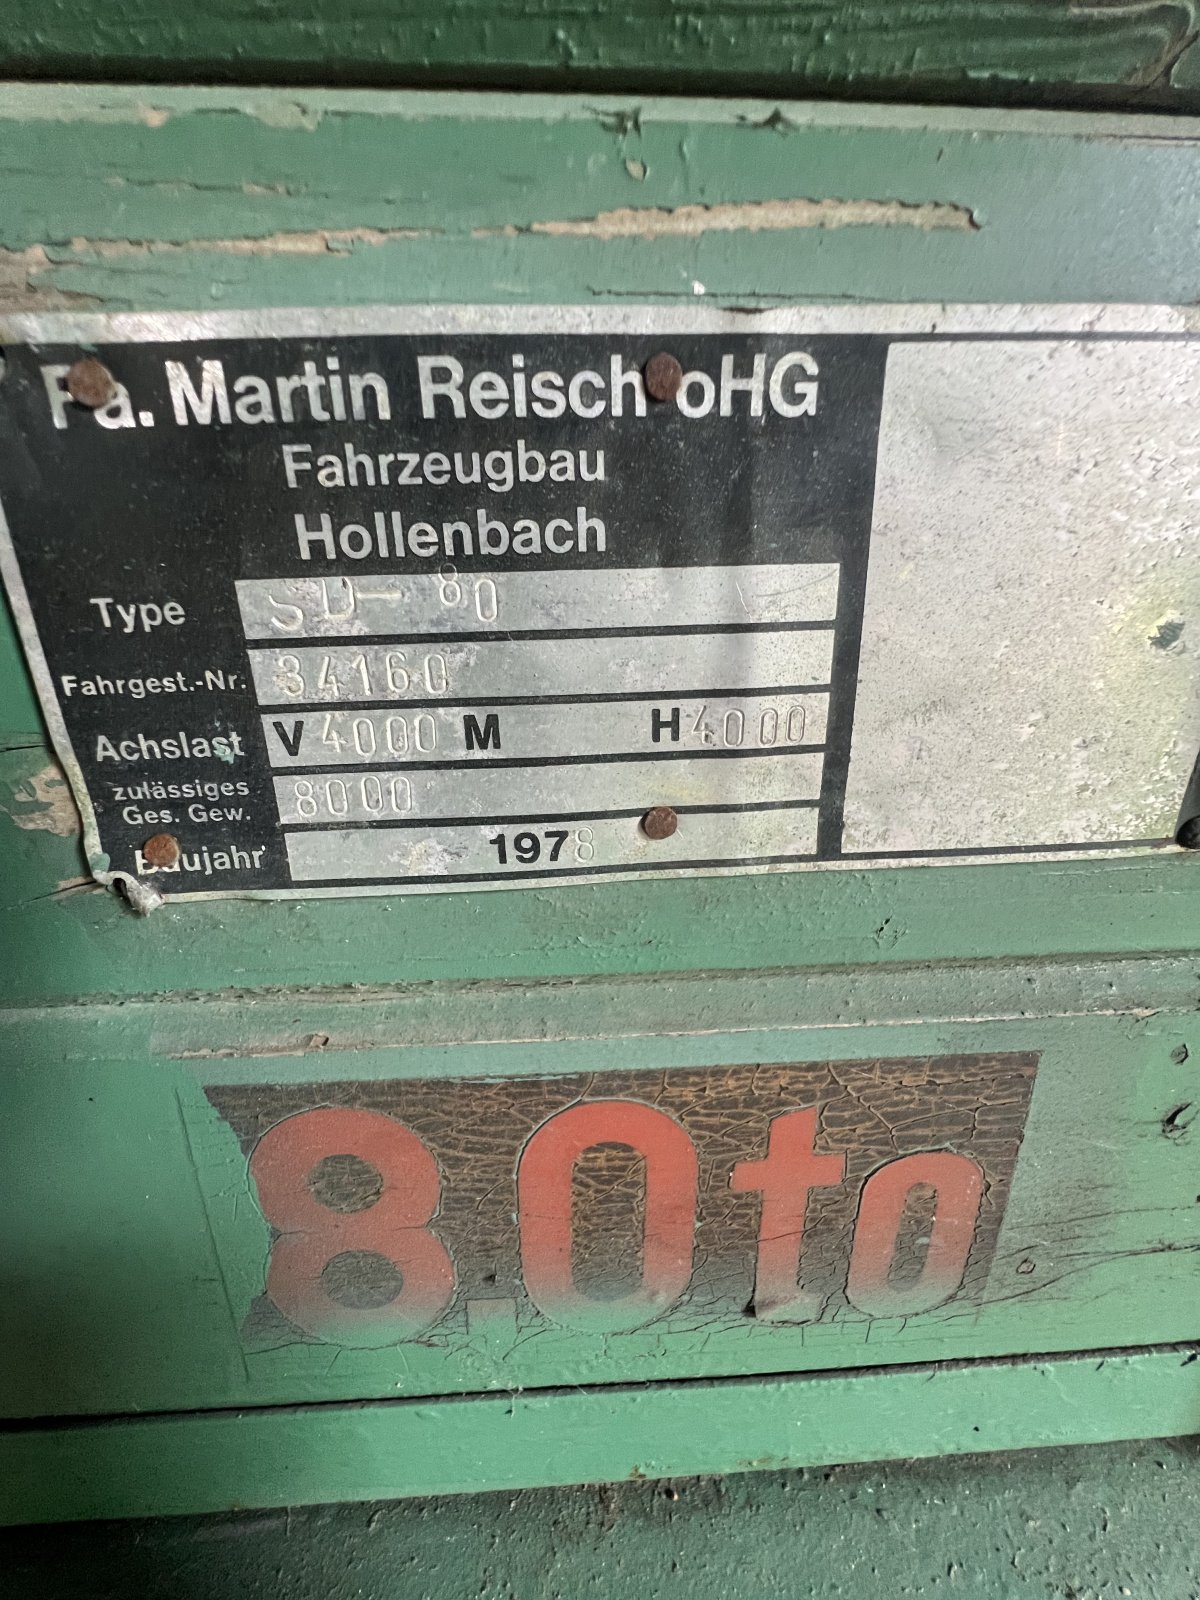 Fa. Martin Reisch oHG
Fahrzeugbau
Hollenbach
Type SD-80
Fahrgest.-Nr. 34160
Achslast V 4000 M H 4000
zulässiges
Ges. Gew. 8000
Baujahr 1978
8.0to